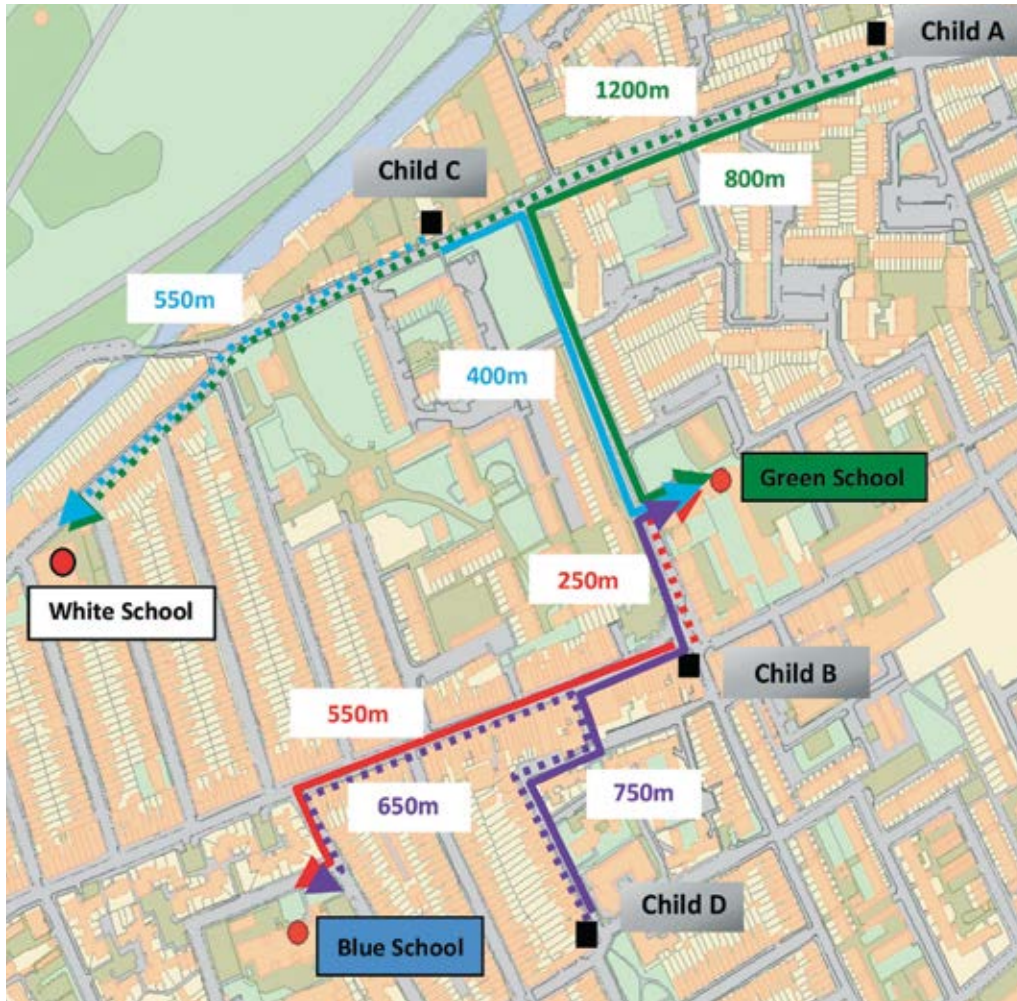 Child A
1200m
Child C
800m
550m
400m
Green School
250m
White School
Child B
550m
650m
750m
Child D
Blue School